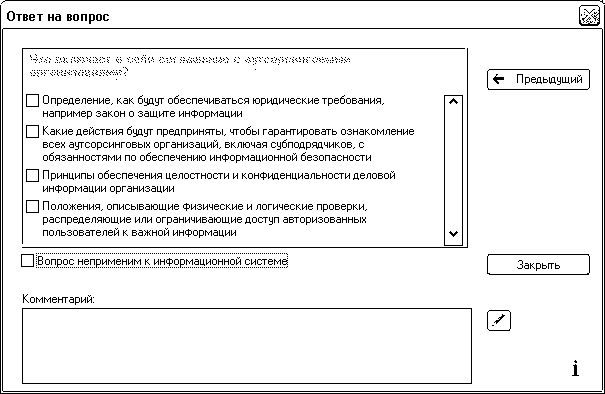 Ответ на вопрос
Что включает в себя соглашение с аутсорсинговыми
организациями?
Предыдущий
Определение, как будут обеспечиваться юридические требования,
например закон о защите информации
Какие действия будут предприняты, чтобы гарантировать ознакомление
всех аутсорсинговых организаций, включая субподрядчиков, с
обязанностями по обеспечению информационной безопасности
Принципы обеспечения целостности и конфиденциальности деловой
информации организации
Положения, описывающие физические и логические проверки,
распределяющие или ограничивающие доступ авторизованных
пользователей к важной информации
Вопрос неприменим к информационной системе
Закрыть
Комментарий:
i